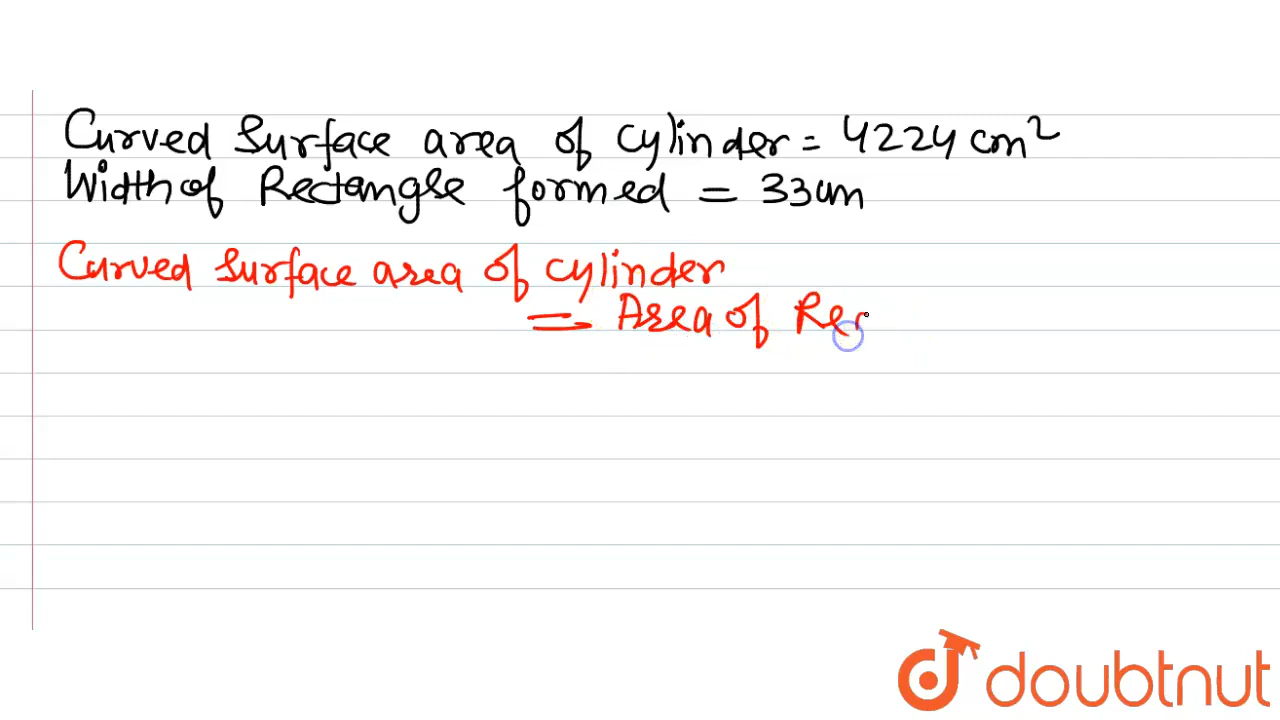 Curved Surface area of cylinder = 4224 cm²
Width of Rectangle formed = 33cm
Curved Surface area of cylinder
= Area of Rec
doubtnut